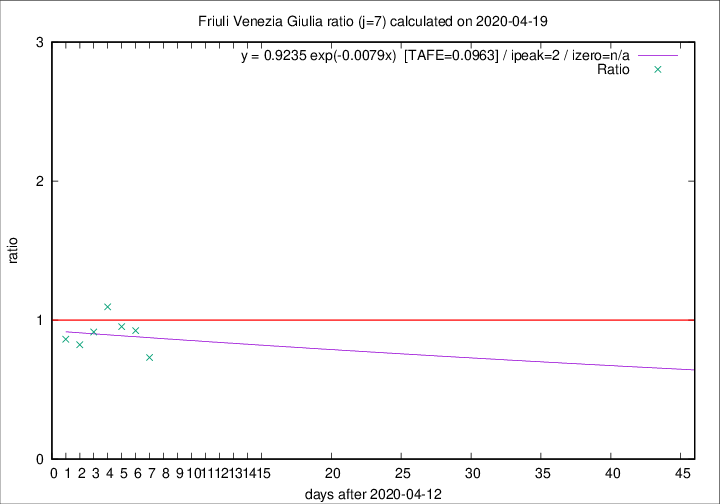 Friuli Venezia Giulia ratio (j=7) calculated on 2020-04-19
y = 0.9235 exp(-0.0079x)  [TAFE=0.0963] / ipeak=2 / izero=n/a
Ratio
3
2
1
0
ratio
0 1 2 3 4 5 6 7 8 9 10 11 12 13 14 15 20 25 30 35 40 45
days after 2020-04-12